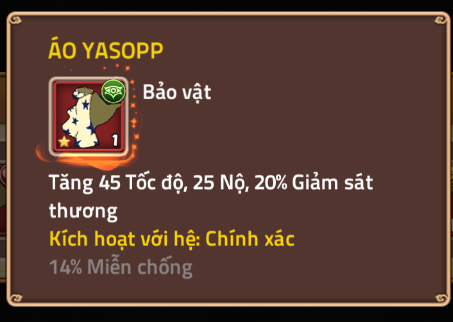 ÁO YASOPP
Bảo vật
1
Tăng 45 Tốc độ, 25 Nộ, 20% Giảm sát
thương
Kích hoạt với hệ: Chính xác
14% Miễn chống